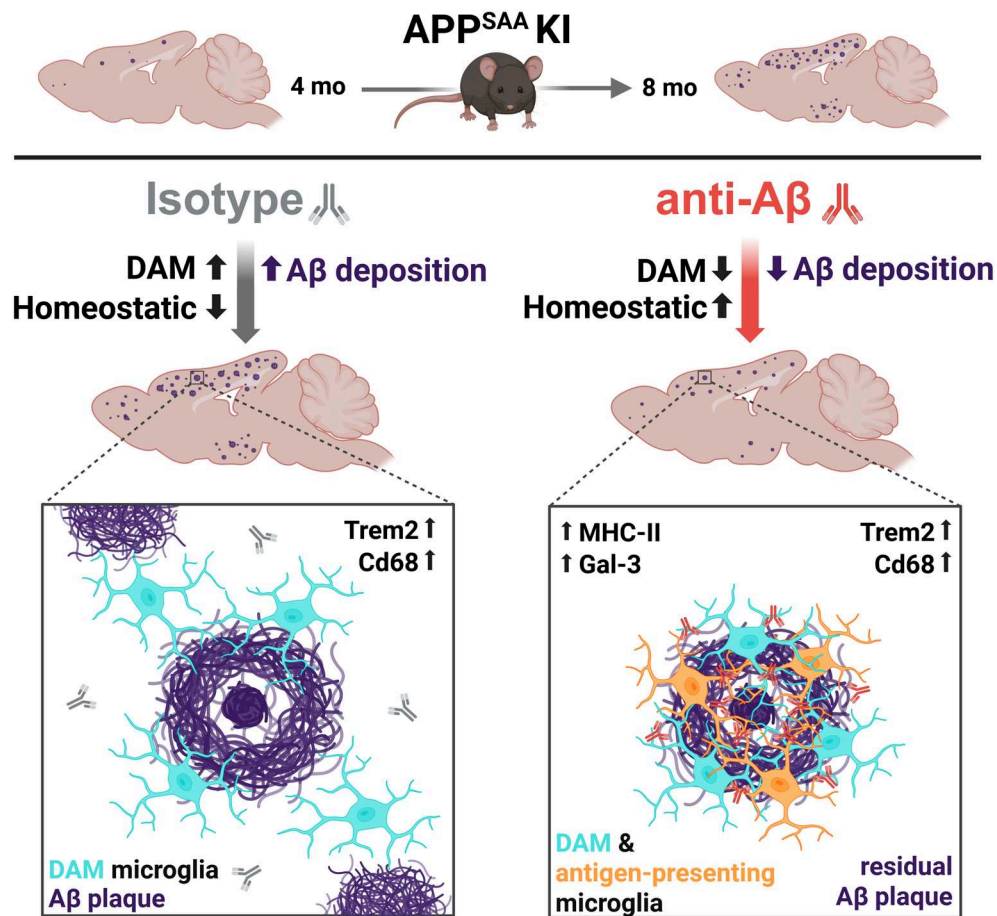 APP^SAA KI
4 mo
8 mo
Isotype
DAM ⬆
Homeostatic ⬇
⬆ Aβ deposition
anti-Aβ
DAM ⬇
Homeostatic ⬆
⬇ Aβ deposition
Trem2 ↑
Cd68 ↑
DAM microglia
Aβ plaque
↑ MHC-II
↑ Gal-3
Trem2 ↑
Cd68 ↑
DAM &
antigen-presenting
microglia
residual
Aβ plaque